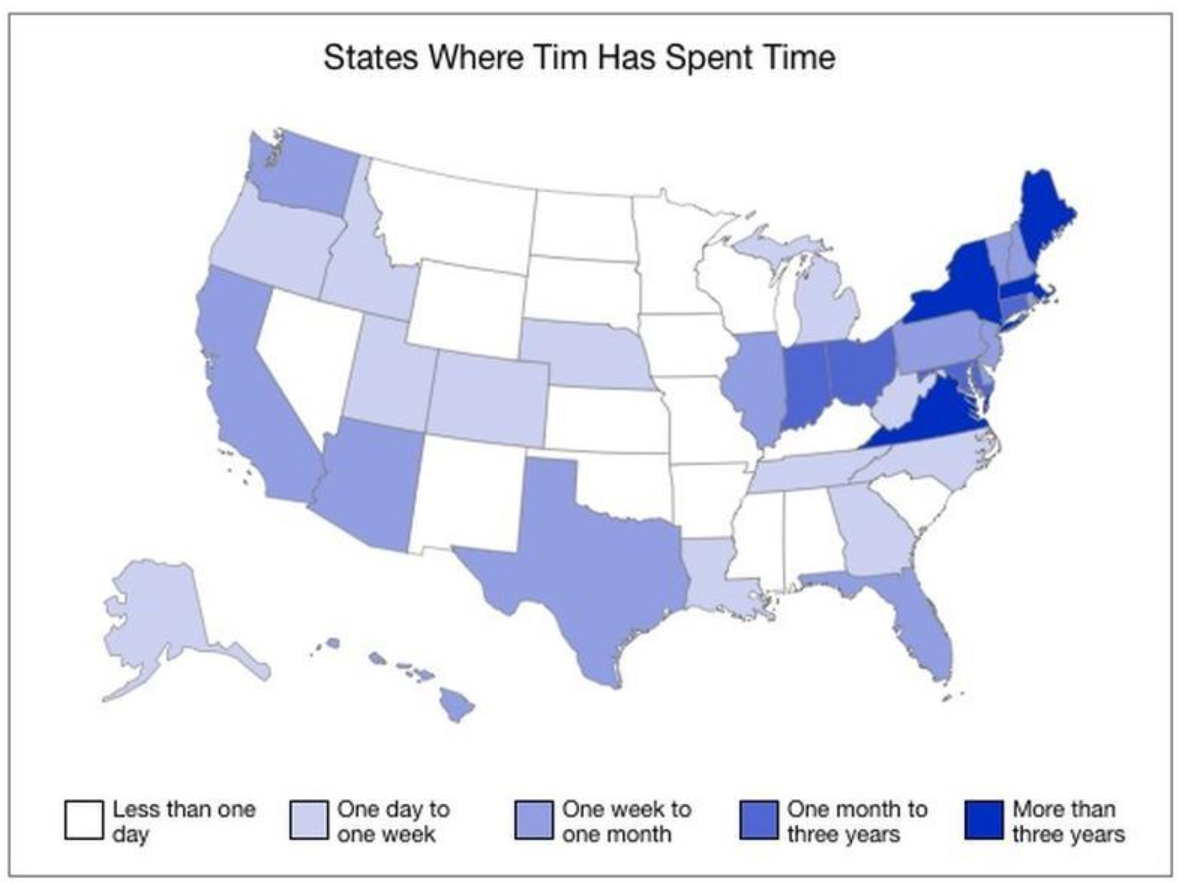 States Where Tim Has Spent Time
Less than one
day
One day to
one week
One week to
one month
One month to
three years
More than
three years